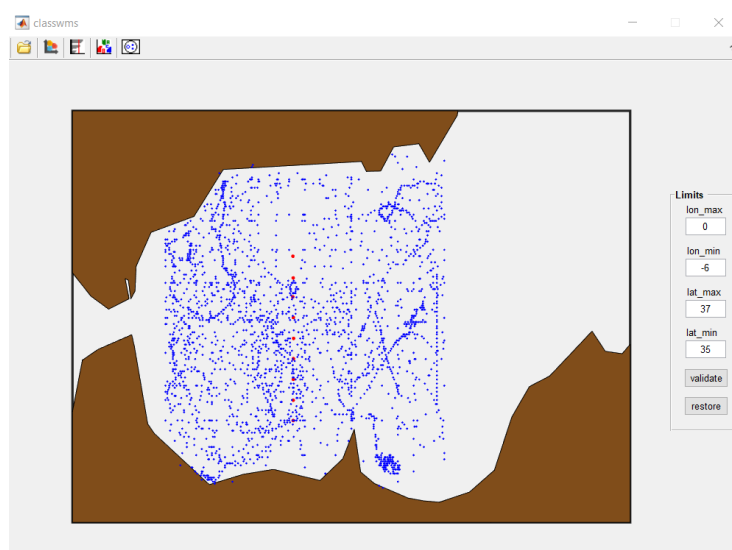 classwms
Limits
lon_max
0
lon_min
-6
lat_max
37
lat_min
35
validate
restore